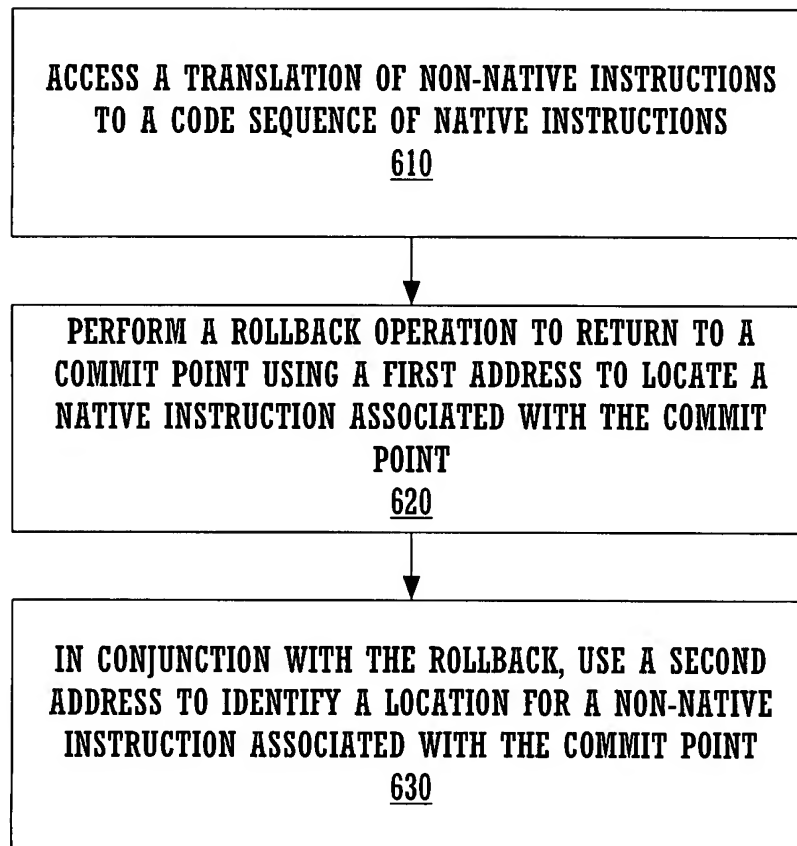 ACCESS A TRANSLATION OF NON-NATIVE INSTRUCTIONS
TO A CODE SEQUENCE OF NATIVE INSTRUCTIONS
610
PERFORM A ROLLBACK OPERATION TO RETURN TO A
COMMIT POINT USING A FIRST ADDRESS TO LOCATE A
NATIVE INSTRUCTION ASSOCIATED WITH THE COMMIT
POINT
620
IN CONJUNCTION WITH THE ROLLBACK, USE A SECOND
ADDRESS TO IDENTIFY A LOCATION FOR A NON-NATIVE
INSTRUCTION ASSOCIATED WITH THE COMMIT POINT
630